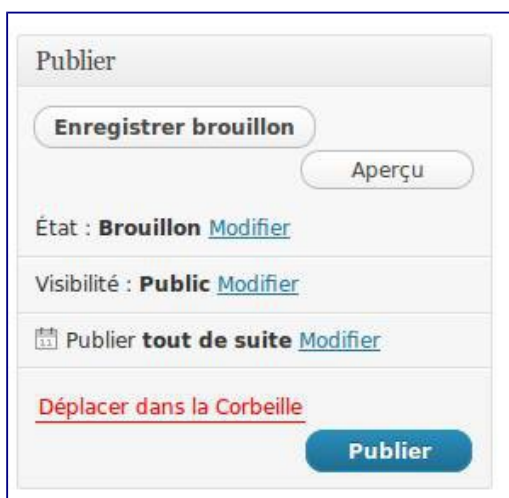 Publier
Enregistrer brouillon
Aperçu
État : Brouillon Modifier
Visibilité : Public Modifier
11 Publier tout de suite Modifier
Déplacer dans la Corbeille
Publier